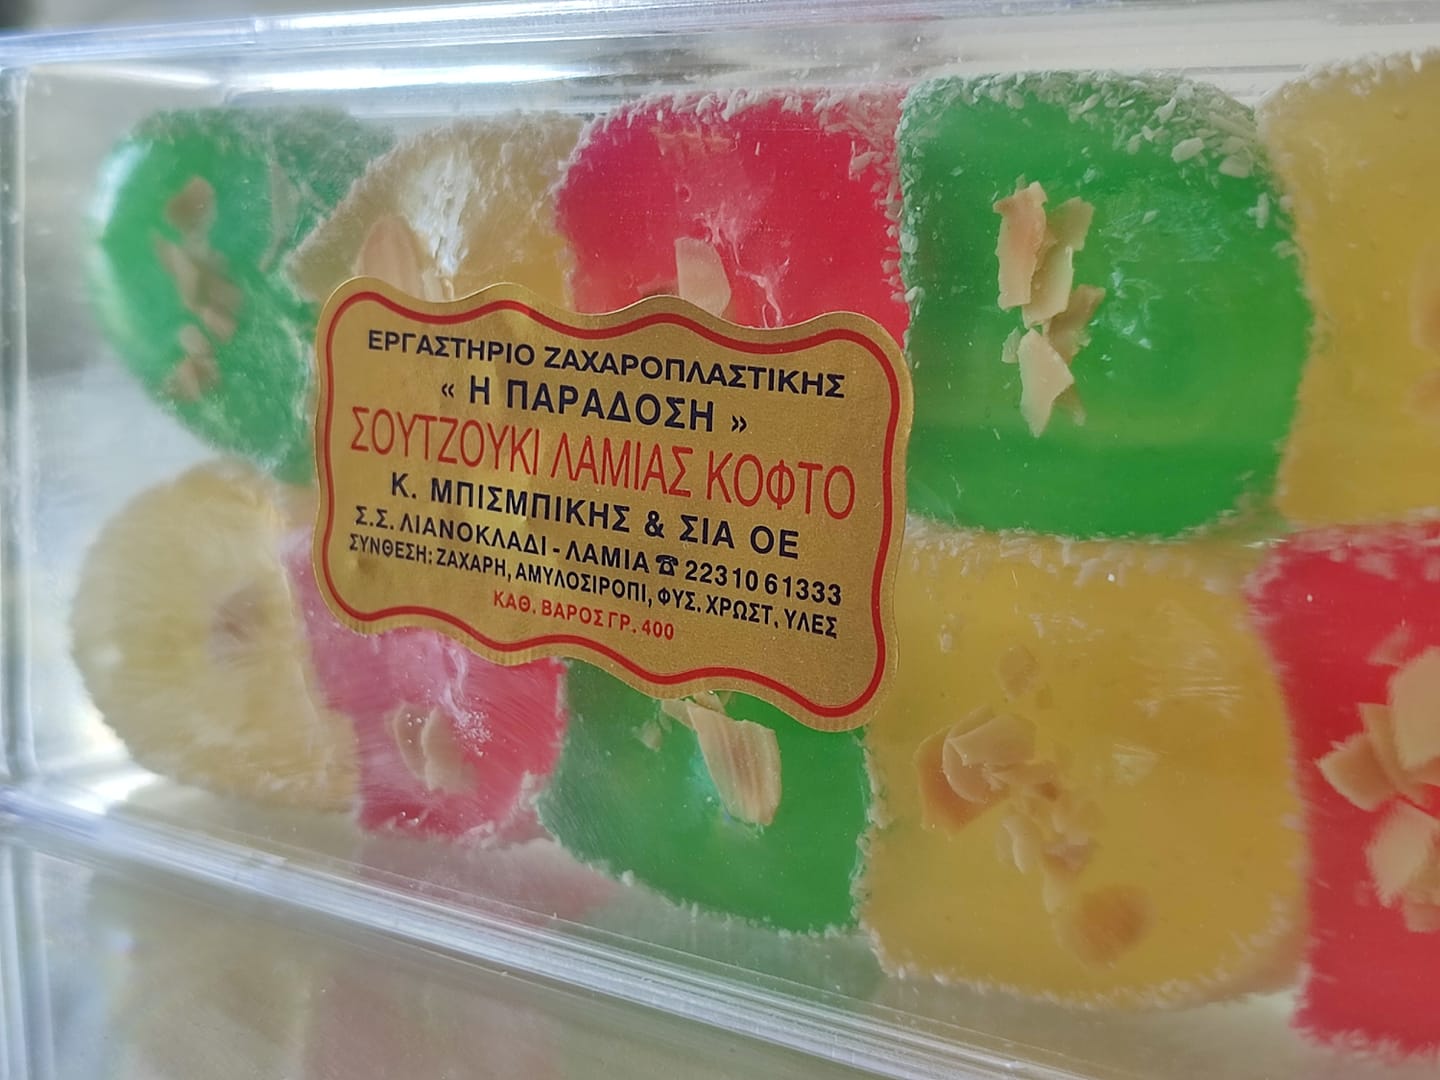 ΕΡΓΑΣΤΗΡΙΟ ΖΑΧΑΡΟΠΛΑΣΤΙΚΗΣ
« Η ΠΑΡΑΔΟΣΗ »
ΣΟΥΤΖΟΥΚΙ ΛΑΜΙΑΣ ΚΟΦΤΟ
Κ. ΜΠΙΣΜΠΙΚΗΣ & ΣΙΑ ΟΕ
Σ.Σ. ΛΙΑΝΟΚΛΑΔΙ - ΛΑΜΙΑ ☎ 22310 61333
ΣΥΝΘΕΣΗ: ΖΑΧΑΡΗ, ΑΜΥΛΟΣΙΡΟΠΙ, ΦΥΣ. ΧΡΩΣΤ. ΥΛΕΣ
ΚΑΘ. ΒΑΡΟΣ ΓΡ. 400